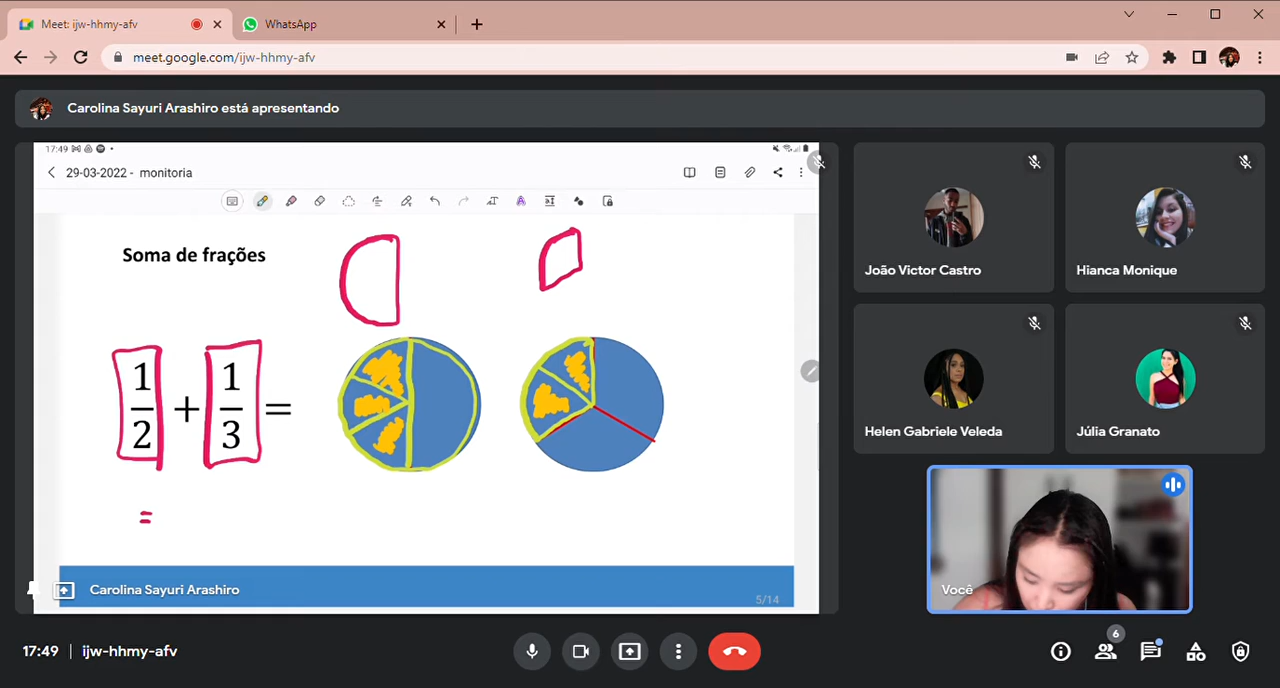 Meet: ijw-hhmy-afv
WhatsApp
meet.google.com/ijw-hhmy-afv
Carolina Sayuri Arashiro está apresentando
17:49
29-03-2022 - monitoria
Soma de frações
1/2 + 1/3 =
=
Carolina Sayuri Arashiro
5/14
João Victor Castro
Hianca Monique
Helen Gabriele Veleda
Júlia Granato
Você
17:49 | ijw-hhmy-afv
6